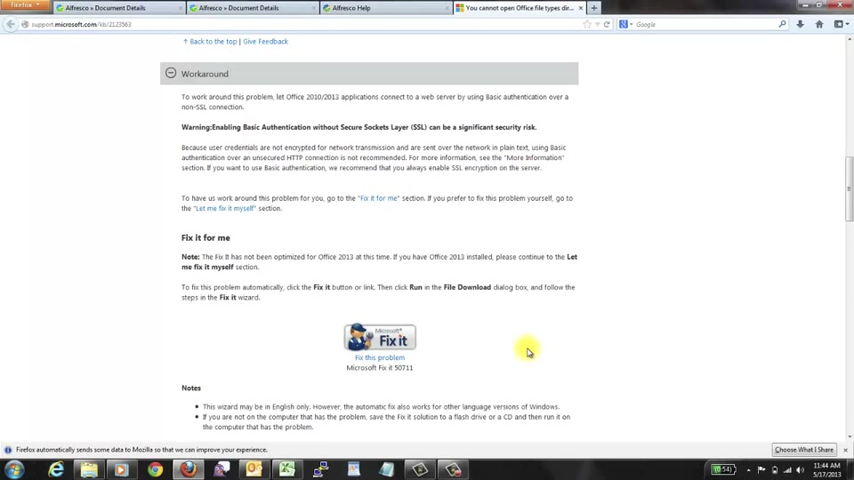 Firefox
Alfresco » Document Details
Alfresco » Document Details
Alfresco Help
You cannot open Office file types dir...
support.microsoft.com/kb/2123563
Google
Back to the top | Give Feedback
Workaround
To work around this problem, let Office 2010/2013 applications connect to a web server by using Basic authentication over a
non-SSL connection.
Warning:Enabling Basic Authentication without Secure Sockets Layer (SSL) can be a significant security risk.
Because user credentials are not encrypted for network transmission and are sent over the network in plain text, using Basic
authentication over an unsecured HTTP connection is not recommended. For more information, see the "More Information"
section. If you want to use Basic authentication, we recommend that you always enable SSL encryption on the server.
To have us work around this problem for you, go to the "Fix it for me" section. If you prefer to fix this problem yourself, go to
the "Let me fix it myself" section.
Fix it for me
Note: The Fix It has not been optimized for Office 2013 at this time. If you have Office 2013 installed, please continue to the Let
me fix it myself section.
To fix this problem automatically, click the Fix it button or link. Then click Run in the File Download dialog box, and follow the
steps in the Fix it wizard.
Microsoft®
Fix it
Fix this problem
Microsoft Fix it 50711
Notes
This wizard may be in English only. However, the automatic fix also works for other language versions of Windows.
If you are not on the computer that has the problem, save the Fix it solution to a flash drive or a CD and then run it on
the computer that has the problem.
Firefox automatically sends some data to Mozilla so that we can improve your experience.
Choose What I Share
(0:54)
11:44 AM
5/17/2013